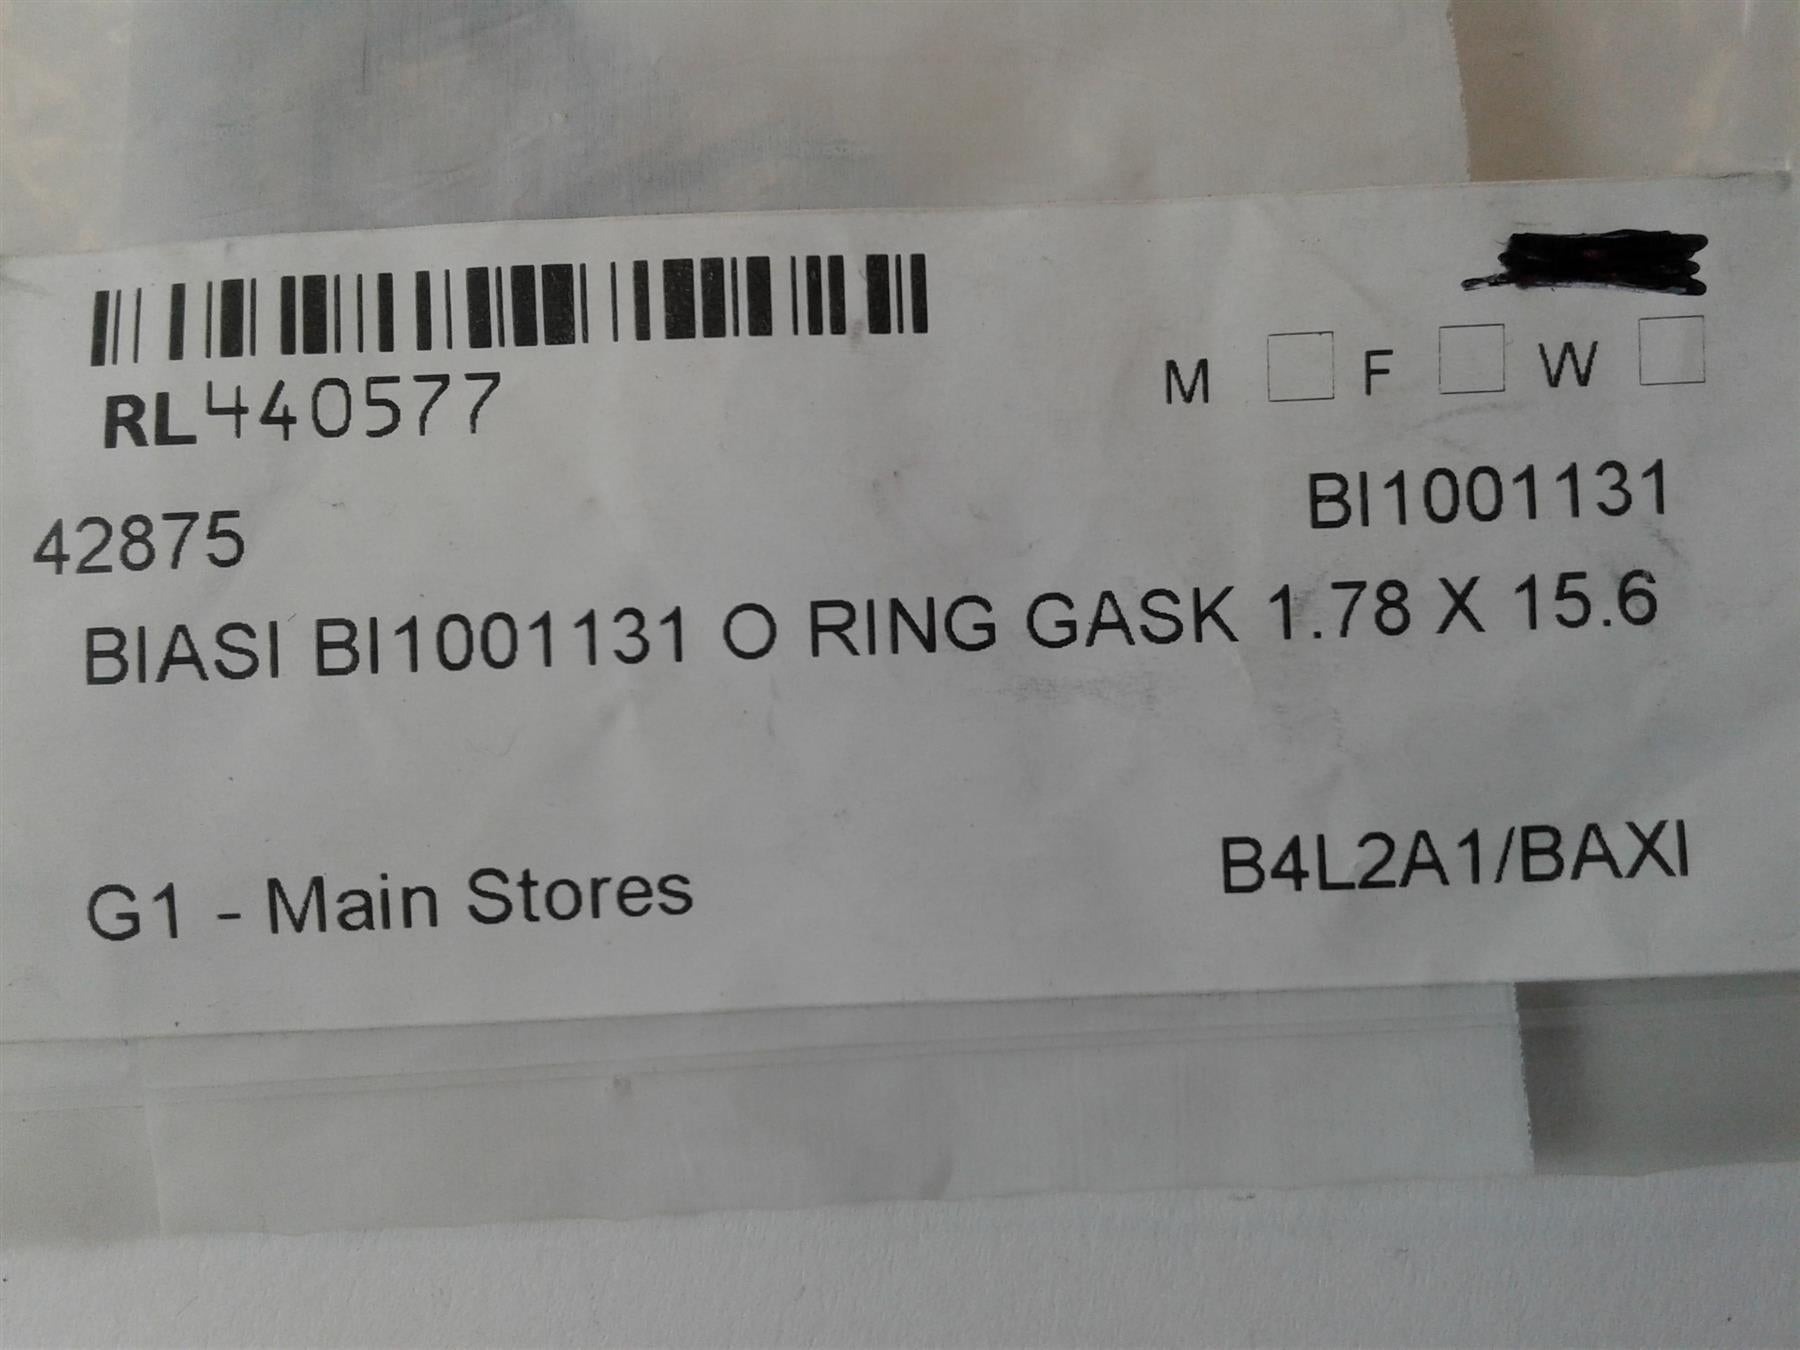 RL440577
M F W
42875 BI1001131
BIASI BI1001131 O RING GASK 1.78 X 15.6
G1 - Main Stores B4L2A1/BAXI